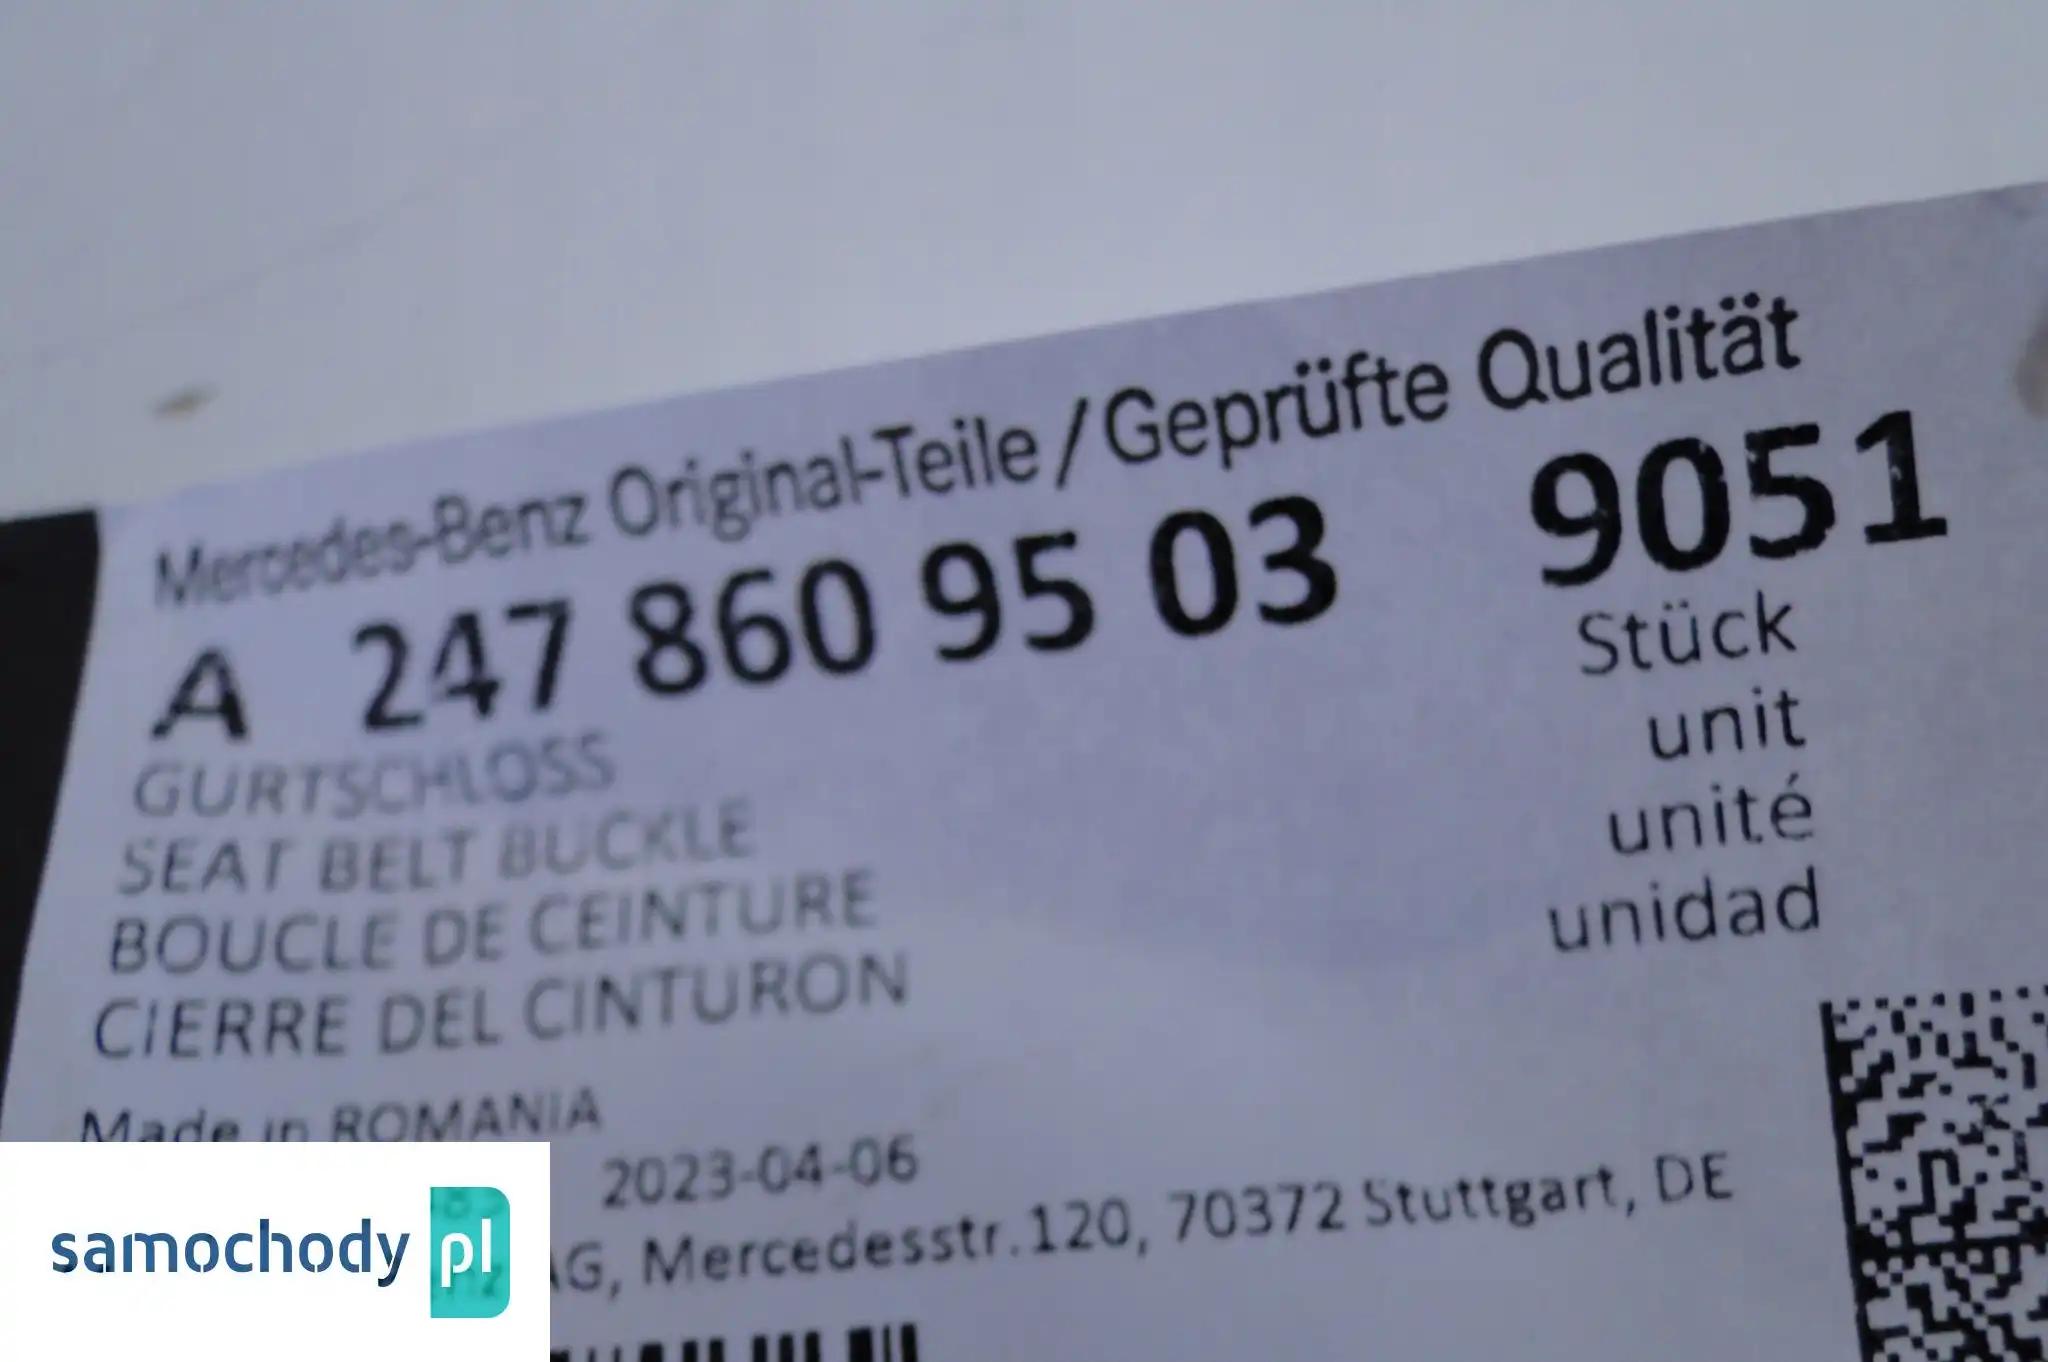 Mercedes-Benz Original-Teile/Geprüfte Qualität
A 247 860 95 03 9051
GURTSCHLOSS
SEAT BELT BUCKLE
BOUCLE DE CEINTURE
CIERRE DEL CINTURON
Stück
unit
unité
unidad
Made in ROMANIA
2023-04-06
AG, Mercedesstr.120, 70372 Stuttgart, DE
samochody pl